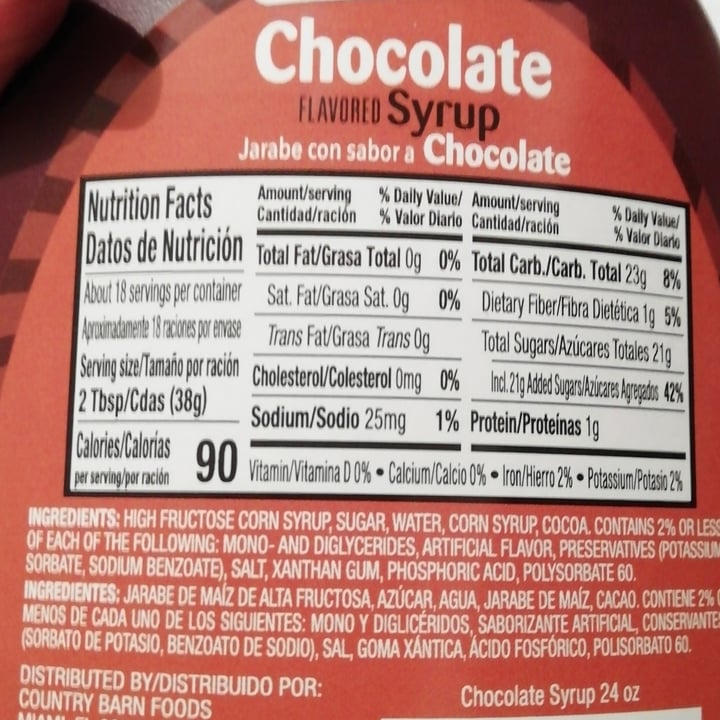 Chocolate
FLAVORED Syrup
Jarabe con sabor a Chocolate
Nutrition Facts
Datos de Nutrición
About 18 servings per container
Aproximadamente 18 raciones por envase
Serving size/Tamaño por ración
2 Tbsp/Cdas (38g)
Calories/Calorías
per serving/por ración 90
Amount/serving % Daily Value/
Cantidad/ración % Valor Diario
Total Fat/Grasa Total 0g 0%
Sat. Fat/Grasa Sat. 0g 0%
Trans Fat/Grasa Trans 0g
Cholesterol/Colesterol 0mg 0%
Sodium/Sodio 25mg 1%
Amount/serving % Daily Value/
Cantidad/ración % Valor Diario
Total Carb./Carb. Total 23g 8%
Dietary Fiber/Fibra Dietética 1g 5%
Total Sugars/Azúcares Totales 21g
Incl. 21g Added Sugars/Azúcares Agregados 42%
Protein/Proteínas 1g
Vitamin/Vitamina D 0% • Calcium/Calcio 0% • Iron/Hierro 2% • Potassium/Potasio 2%
INGREDIENTS: HIGH FRUCTOSE CORN SYRUP, SUGAR, WATER, CORN SYRUP, COCOA. CONTAINS 2% OR LESS
OF EACH OF THE FOLLOWING: MONO- AND DIGLYCERIDES, ARTIFICIAL FLAVOR, PRESERVATIVES (POTASSIUM
SORBATE, SODIUM BENZOATE), SALT, XANTHAN GUM, PHOSPHORIC ACID, POLYSORBATE 60.
INGREDIENTES: JARABE DE MAÍZ DE ALTA FRUCTOSA, AZÚCAR, AGUA, JARABE DE MAÍZ, CACAO. CONTIENE 2%
MENOS DE CADA UNO DE LOS SIGUIENTES: MONO Y DIGLICÉRIDOS, SABORIZANTE ARTIFICIAL, CONSERVANTES
(SORBATO DE POTASIO, BENZOATO DE SODIO), SAL, GOMA XÁNTICA, ÁCIDO FOSFÓRICO, POLISORBATO 60.
DISTRIBUTED BY/DISTRIBUIDO POR:
COUNTRY BARN FOODS
Chocolate Syrup 24 oz